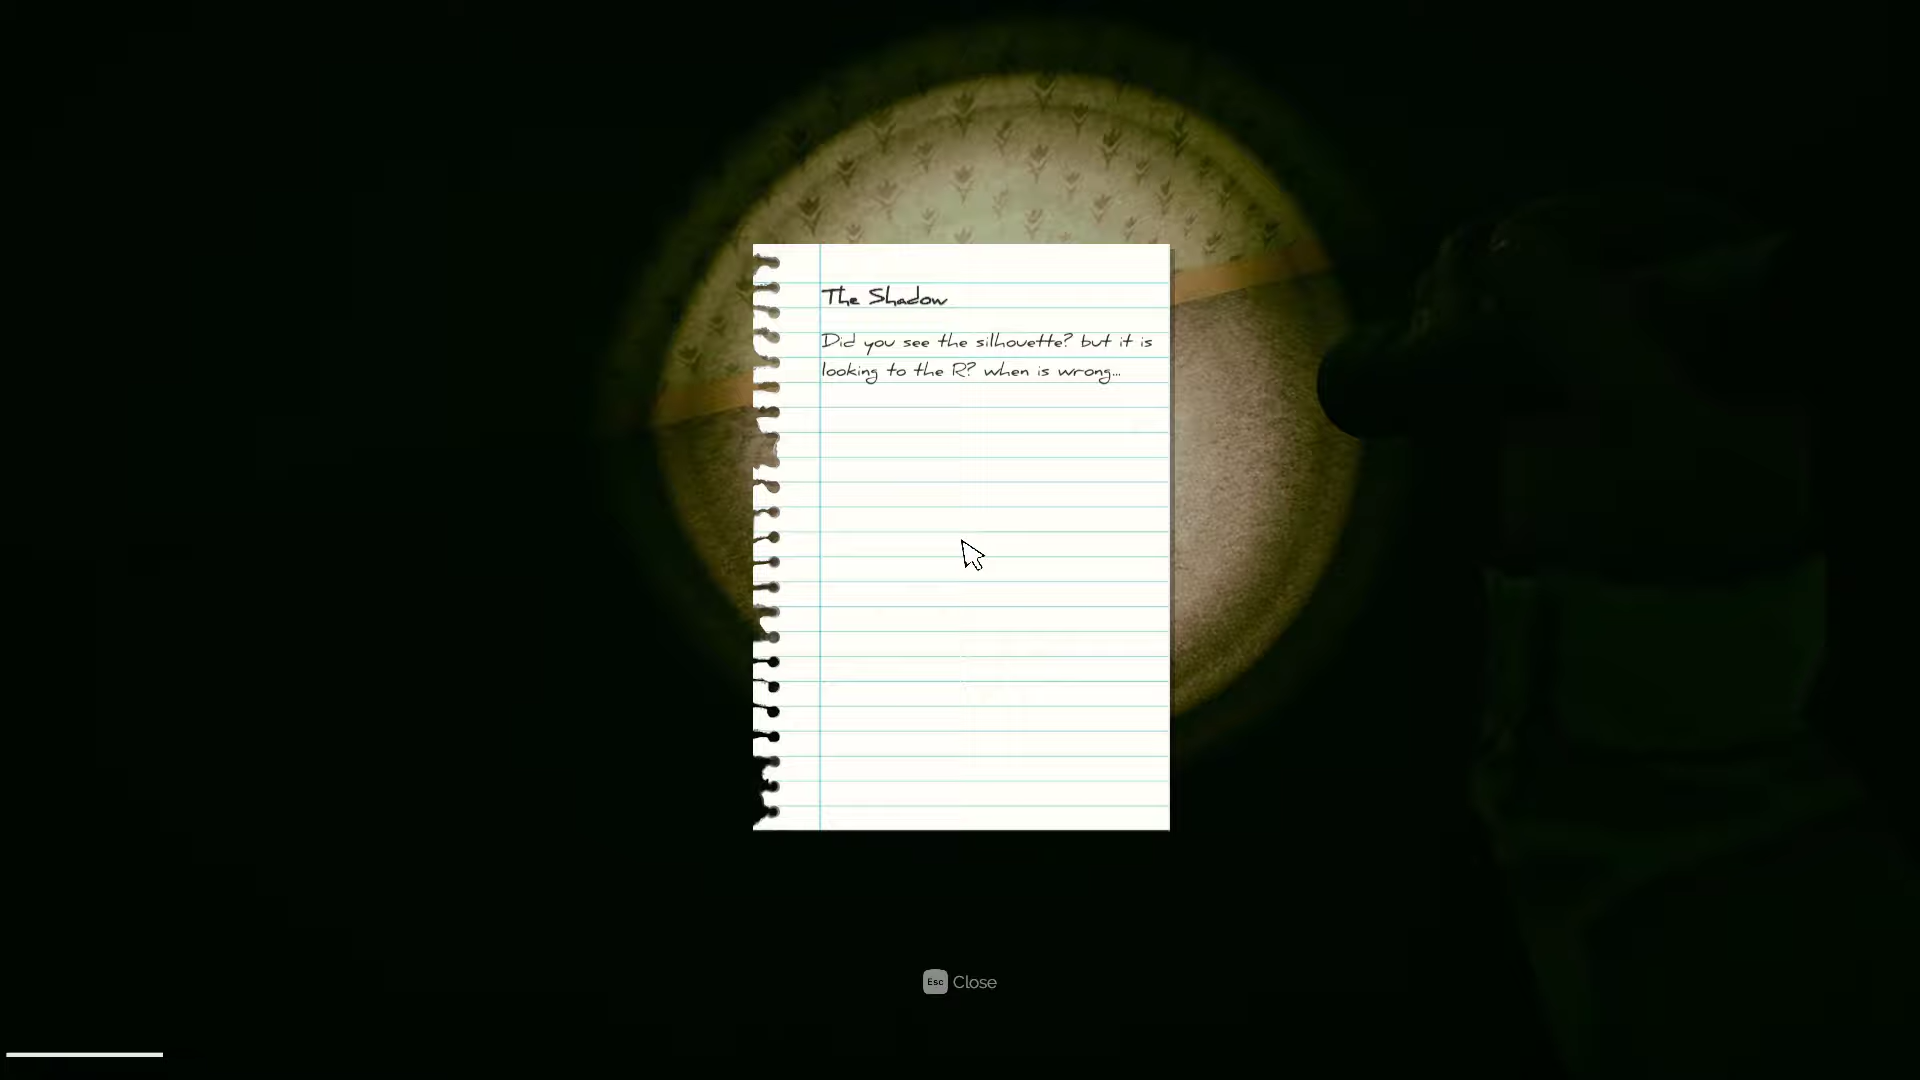 The Shadow
Did you see the silhouette? but it is
looking to the R? when is wrong...
Esc Close